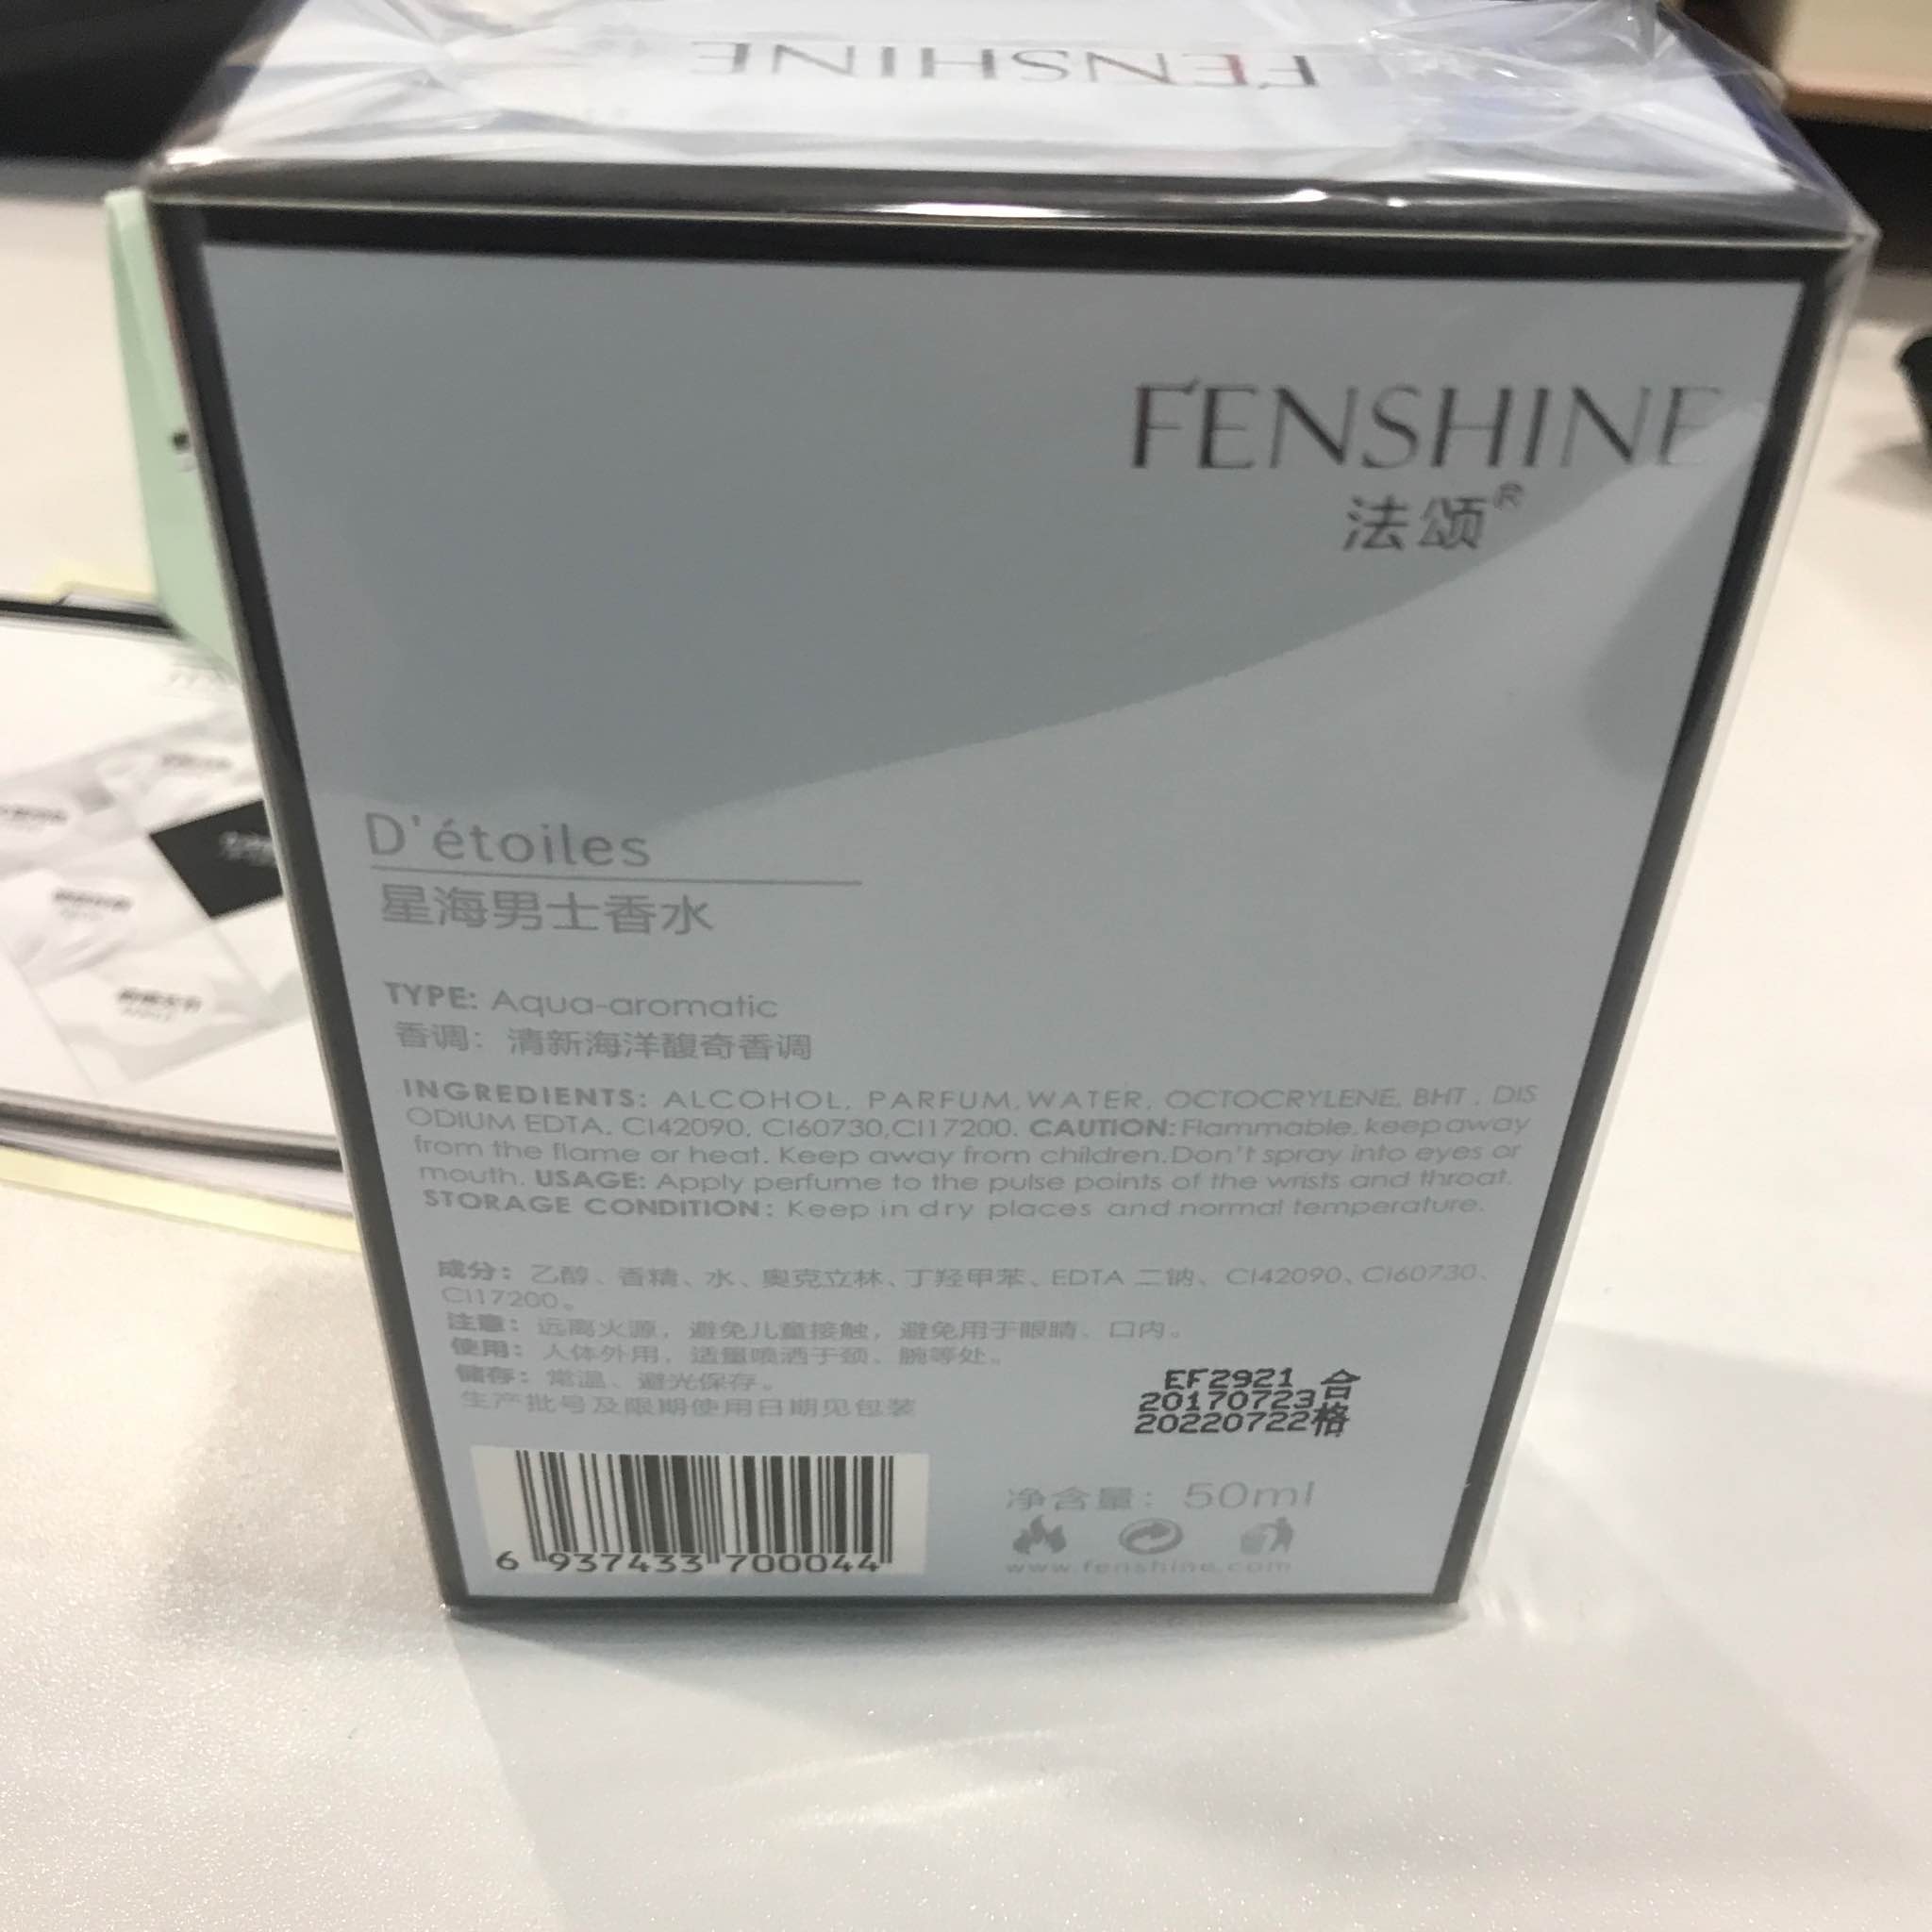 FENSHINE
FENSHINE
法颂®
D'étoiles
星海男士香水
TYPE: Aqua-aromatic
香调：清新海洋馥奇香调
INGREDIENTS: ALCOHOL, PARFUM, WATER, OCTOCRYLENE, BHT, DIS
ODIUM EDTA. CI42090, CI60730,CI17200. CAUTION: Flammable. keep away
from the flame or heat. Keep away from children. Don't spray into eyes or
mouth. USAGE: Apply perfume to the pulse points of the wrists and throat.
STORAGE CONDITION: Keep in dry places and normal temperature.
成分：乙醇、香精、水、奥克立林、丁羟甲苯、EDTA 二钠、CI42090、CI60730、
CI17200。
注意：远离火源，避免儿童接触，避免用于眼睛、口内。
使用：人体外用，适量喷洒于颈、腕等处。
储存：常温、避光保存。
生产批号及限期使用日期见包装
EF2921 合
20170723
20220722格
净含量：50ml
www.fenshine.com
6 937433 700044